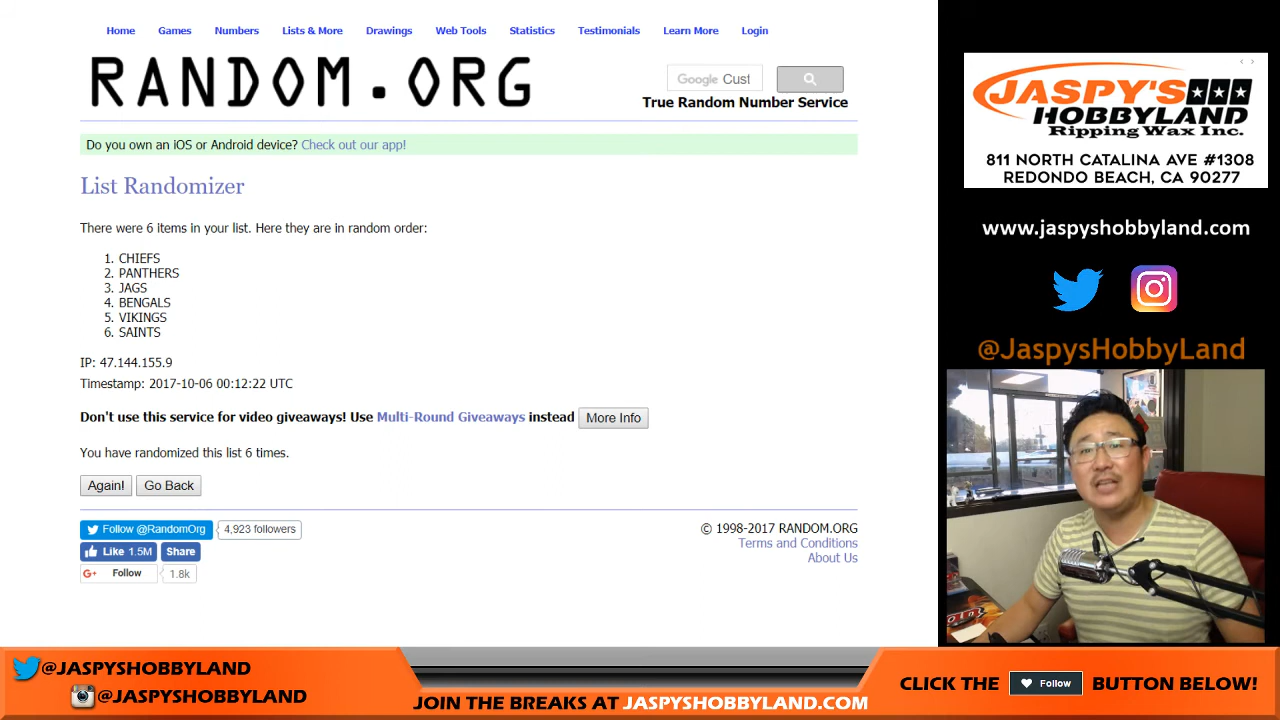 Home Games Numbers Lists & More Drawings Web Tools Statistics Testimonials Learn More Login
RANDOM.ORG
Google Cust
True Random Number Service
Do you own an iOS or Android device? Check out our app!
List Randomizer
There were 6 items in your list. Here they are in random order:
1. CHIEFS
2. PANTHERS
3. JAGS
4. BENGALS
5. VIKINGS
6. SAINTS
IP: 47.144.155.9
Timestamp: 2017-10-06 00:12:22 UTC
Don't use this service for video giveaways! Use Multi-Round Giveaways instead More Info
You have randomized this list 6 times.
Again! Go Back
Follow @RandomOrg 4,923 followers
Like 1.5M Share
G+ Follow 1.8k
© 1998-2017 RANDOM.ORG
Terms and Conditions
About Us
JASPY'S
HOBBYLAND
Ripping Wax Inc.
811 NORTH CATALINA AVE #1308
REDONDO BEACH, CA 90277
www.jaspyshobbyland.com
@JaspysHobbyLand
@JASPYSHOBBYLAND
@JASPYSHOBBYLAND
JOIN THE BREAKS AT JASPYSHOBBYLAND.COM
CLICK THE Follow BUTTON BELOW!